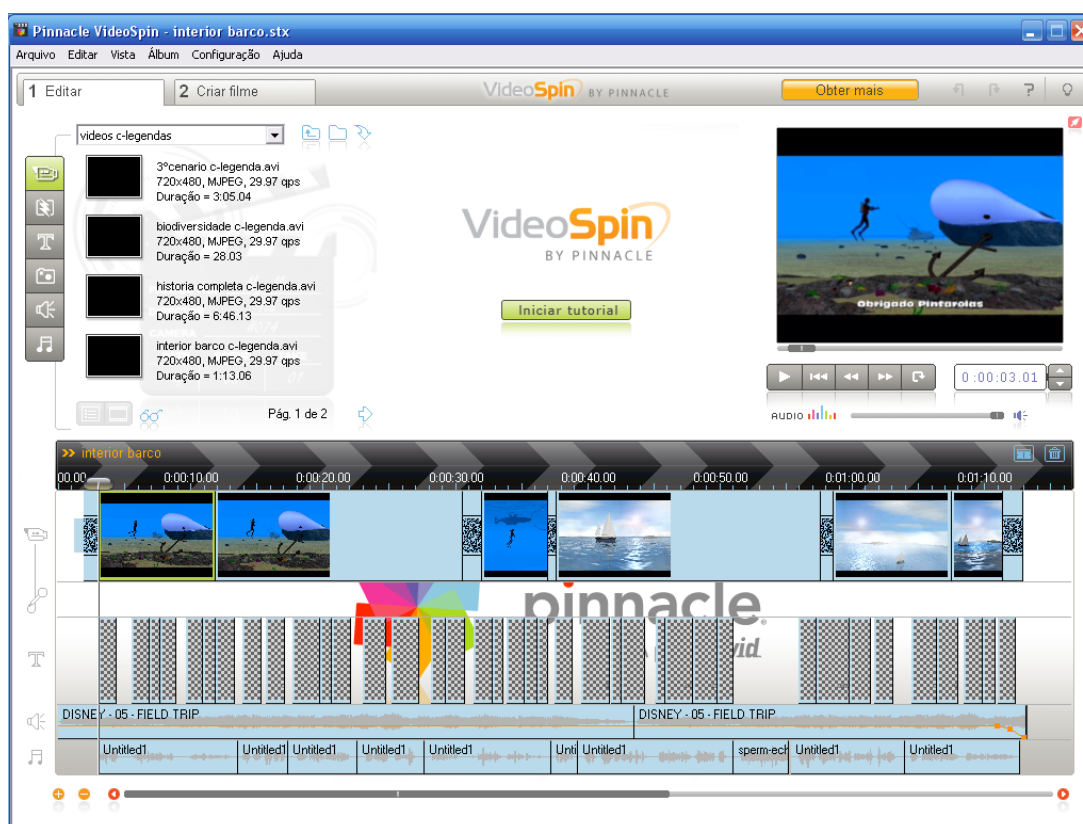 Pinnacle VideoSpin - interior barco.stx
Arquivo Editar Vista Álbum Configuração Ajuda
1 Editar 2 Criar filme VideoSpin BY PINNACLE Obter mais
videos c-legendas
3ºcenario c-legenda.avi
720x480, MJPEG, 29.97 qps
Duração = 3:05.04
biodiversidade c-legenda.avi
720x480, MJPEG, 29.97 qps
Duração = 28.03
historia completa c-legenda.avi
720x480, MJPEG, 29.97 qps
Duração = 6:46.13
interior barco c-legenda.avi
720x480, MJPEG, 29.97 qps
Duração = 1:13.06
Pág. 1 de 2
VideoSpin
BY PINNACLE
Iniciar tutorial
Obrigado Pintarolas
0:00:03.01
AUDIO
interior barco
00.00 0:00:10.00 0:00:20.00 0:00:30.00 0:00:40.00 0:00:50.00 0:01:00.00 0:01:10.00
pinnacle
vid
DISNEY - 05 - FIELD TRIP DISNEY - 05 - FIELD TRIP
Untitled1 Untitled1 Untitled1 Untitled1 Untitled1 Unti Untitled1 sperm-ech Untitled1 Untitled1